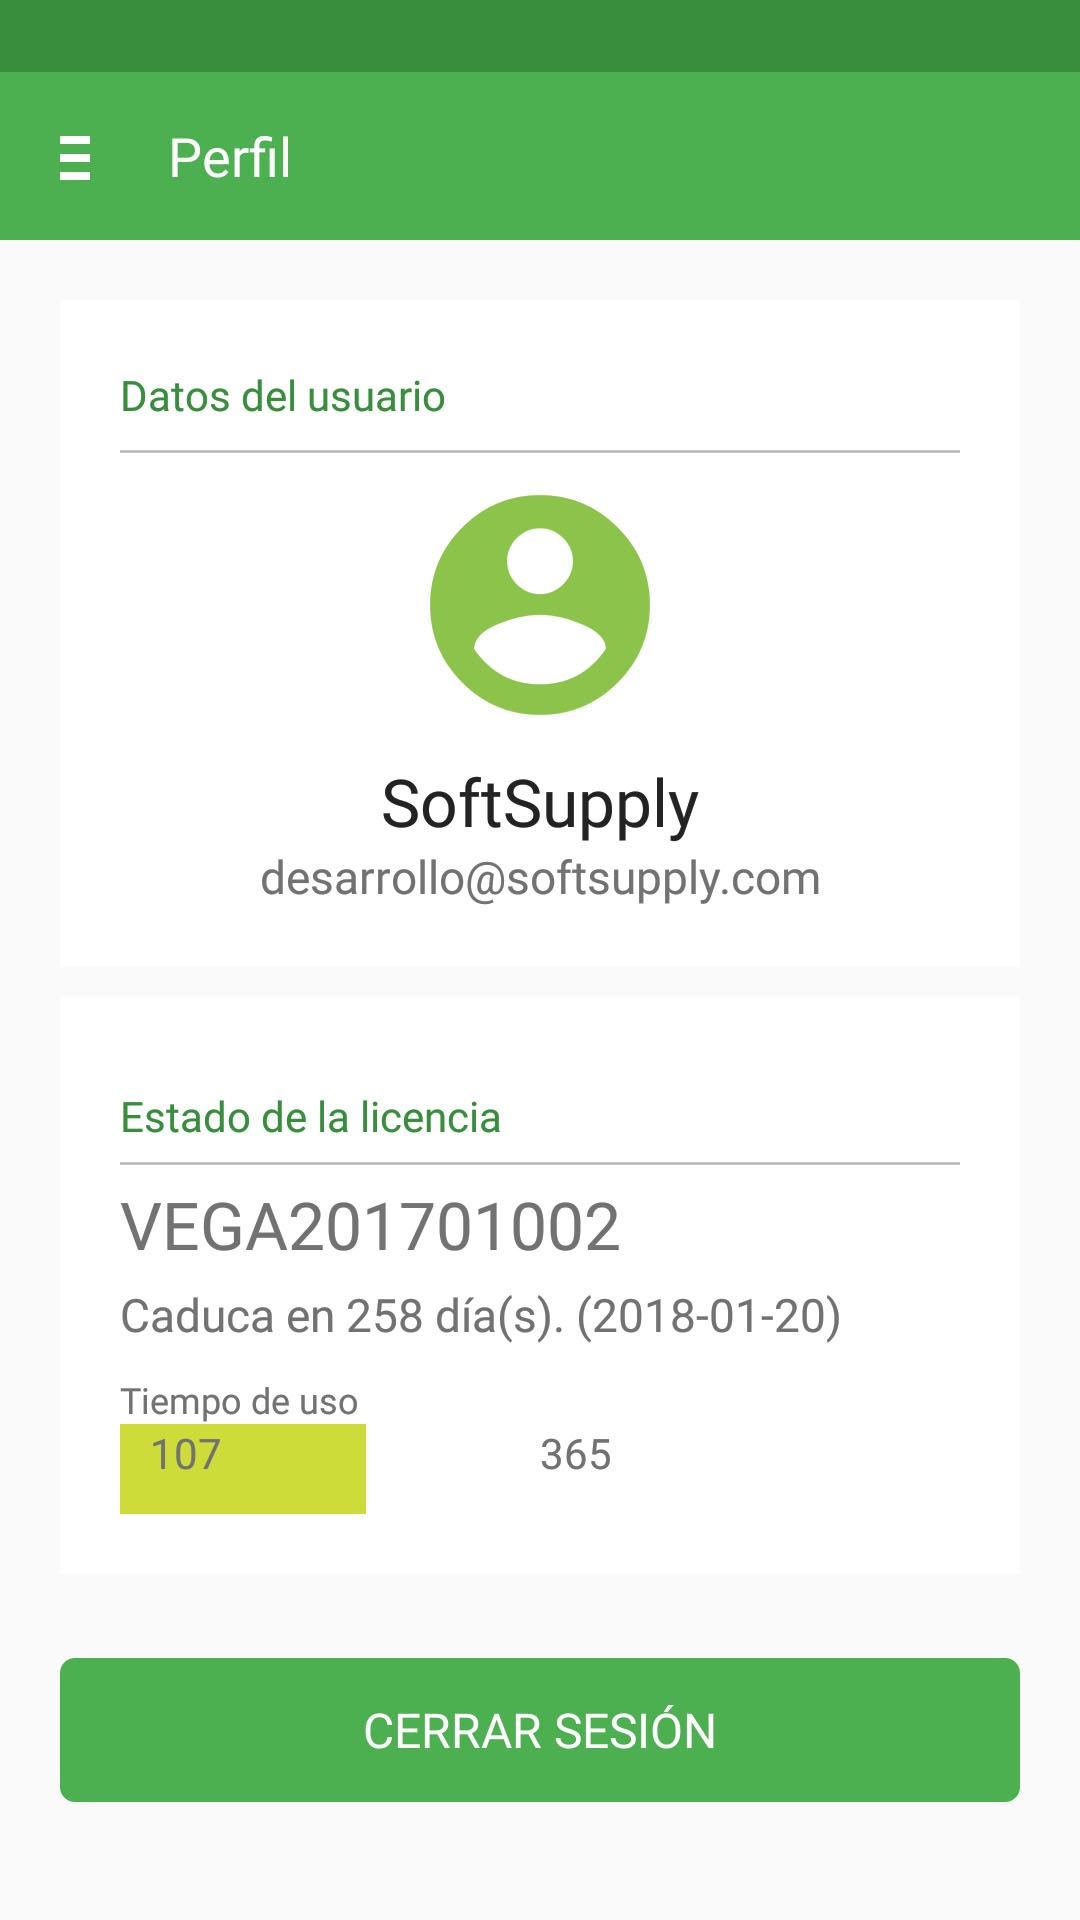 Perfil
Datos del usuario
SoftSupply
desarrollo@softsupply.com
Estado de la licencia
VEGA201701002
Caduca en 258 día(s). (2018-01-20)
Tiempo de uso
107 365
CERRAR SESIÓN